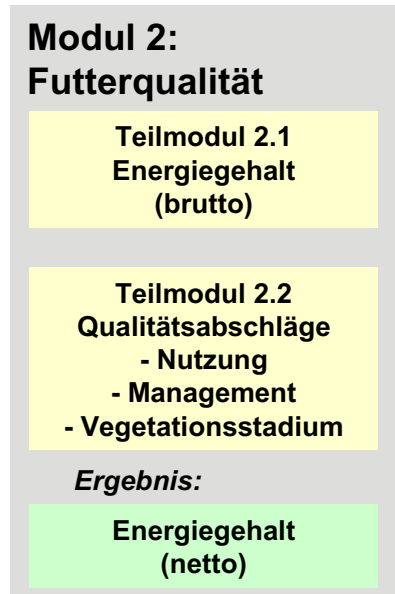 Modul 2:
Futterqualität
Teilmodul 2.1
Energiegehalt
(brutto)
Teilmodul 2.2
Qualitätsabschläge
- Nutzung
- Management
- Vegetationsstadium
Ergebnis:
Energiegehalt
(netto)